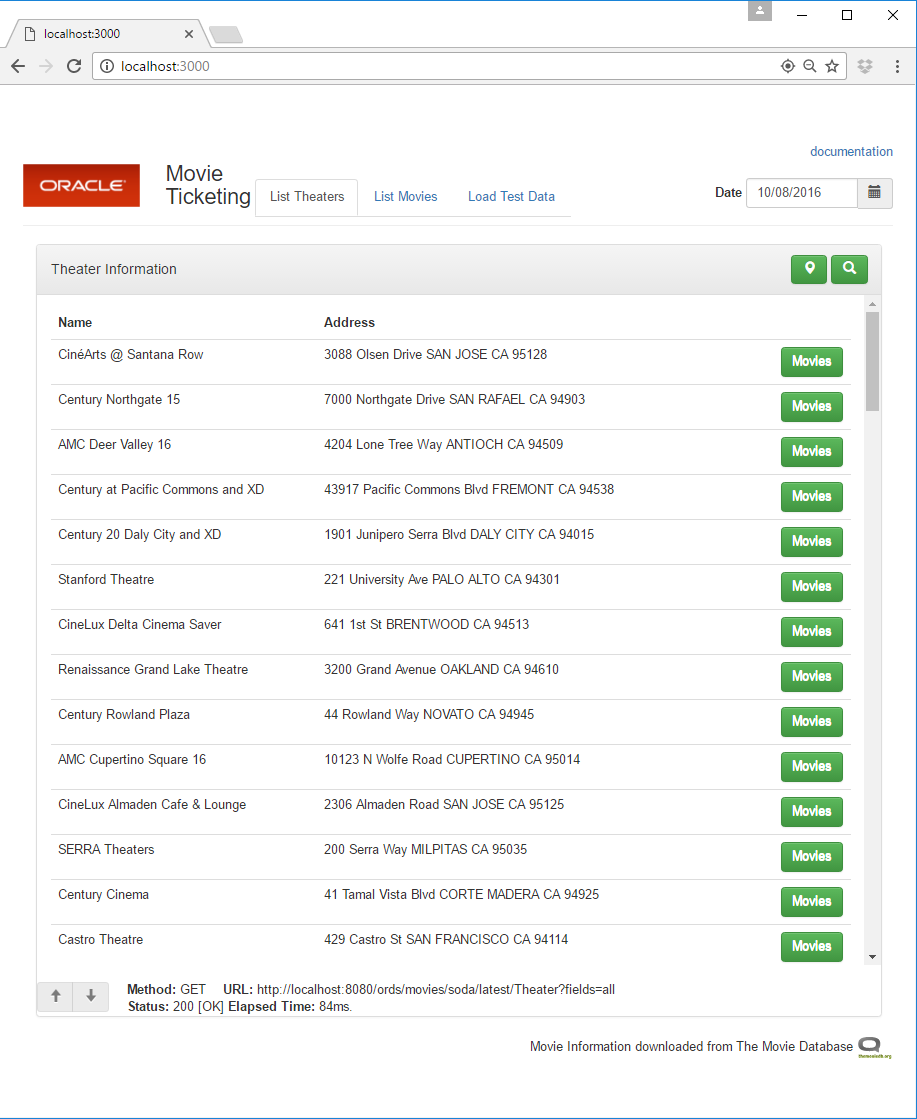 localhost:3000
localhost:3000
documentation
ORACLE
Movie
Ticketing
List Theaters List Movies Load Test Data
Date 10/08/2016
Theater Information
Name Address
CinéArts @ Santana Row 3088 Olsen Drive SAN JOSE CA 95128 Movies
Century Northgate 15 7000 Northgate Drive SAN RAFAEL CA 94903 Movies
AMC Deer Valley 16 4204 Lone Tree Way ANTIOCH CA 94509 Movies
Century at Pacific Commons and XD 43917 Pacific Commons Blvd FREMONT CA 94538 Movies
Century 20 Daly City and XD 1901 Junipero Serra Blvd DALY CITY CA 94015 Movies
Stanford Theatre 221 University Ave PALO ALTO CA 94301 Movies
CineLux Delta Cinema Saver 641 1st St BRENTWOOD CA 94513 Movies
Renaissance Grand Lake Theatre 3200 Grand Avenue OAKLAND CA 94610 Movies
Century Rowland Plaza 44 Rowland Way NOVATO CA 94945 Movies
AMC Cupertino Square 16 10123 N Wolfe Road CUPERTINO CA 95014 Movies
CineLux Almaden Cafe & Lounge 2306 Almaden Road SAN JOSE CA 95125 Movies
SERRA Theaters 200 Serra Way MILPITAS CA 95035 Movies
Century Cinema 41 Tamal Vista Blvd CORTE MADERA CA 94925 Movies
Castro Theatre 429 Castro St SAN FRANCISCO CA 94114 Movies
Method: GET URL: http://localhost:8080/ords/movies/soda/latest/Theater?fields=all
Status: 200 [OK] Elapsed Time: 84ms.
Movie Information downloaded from The Movie Database